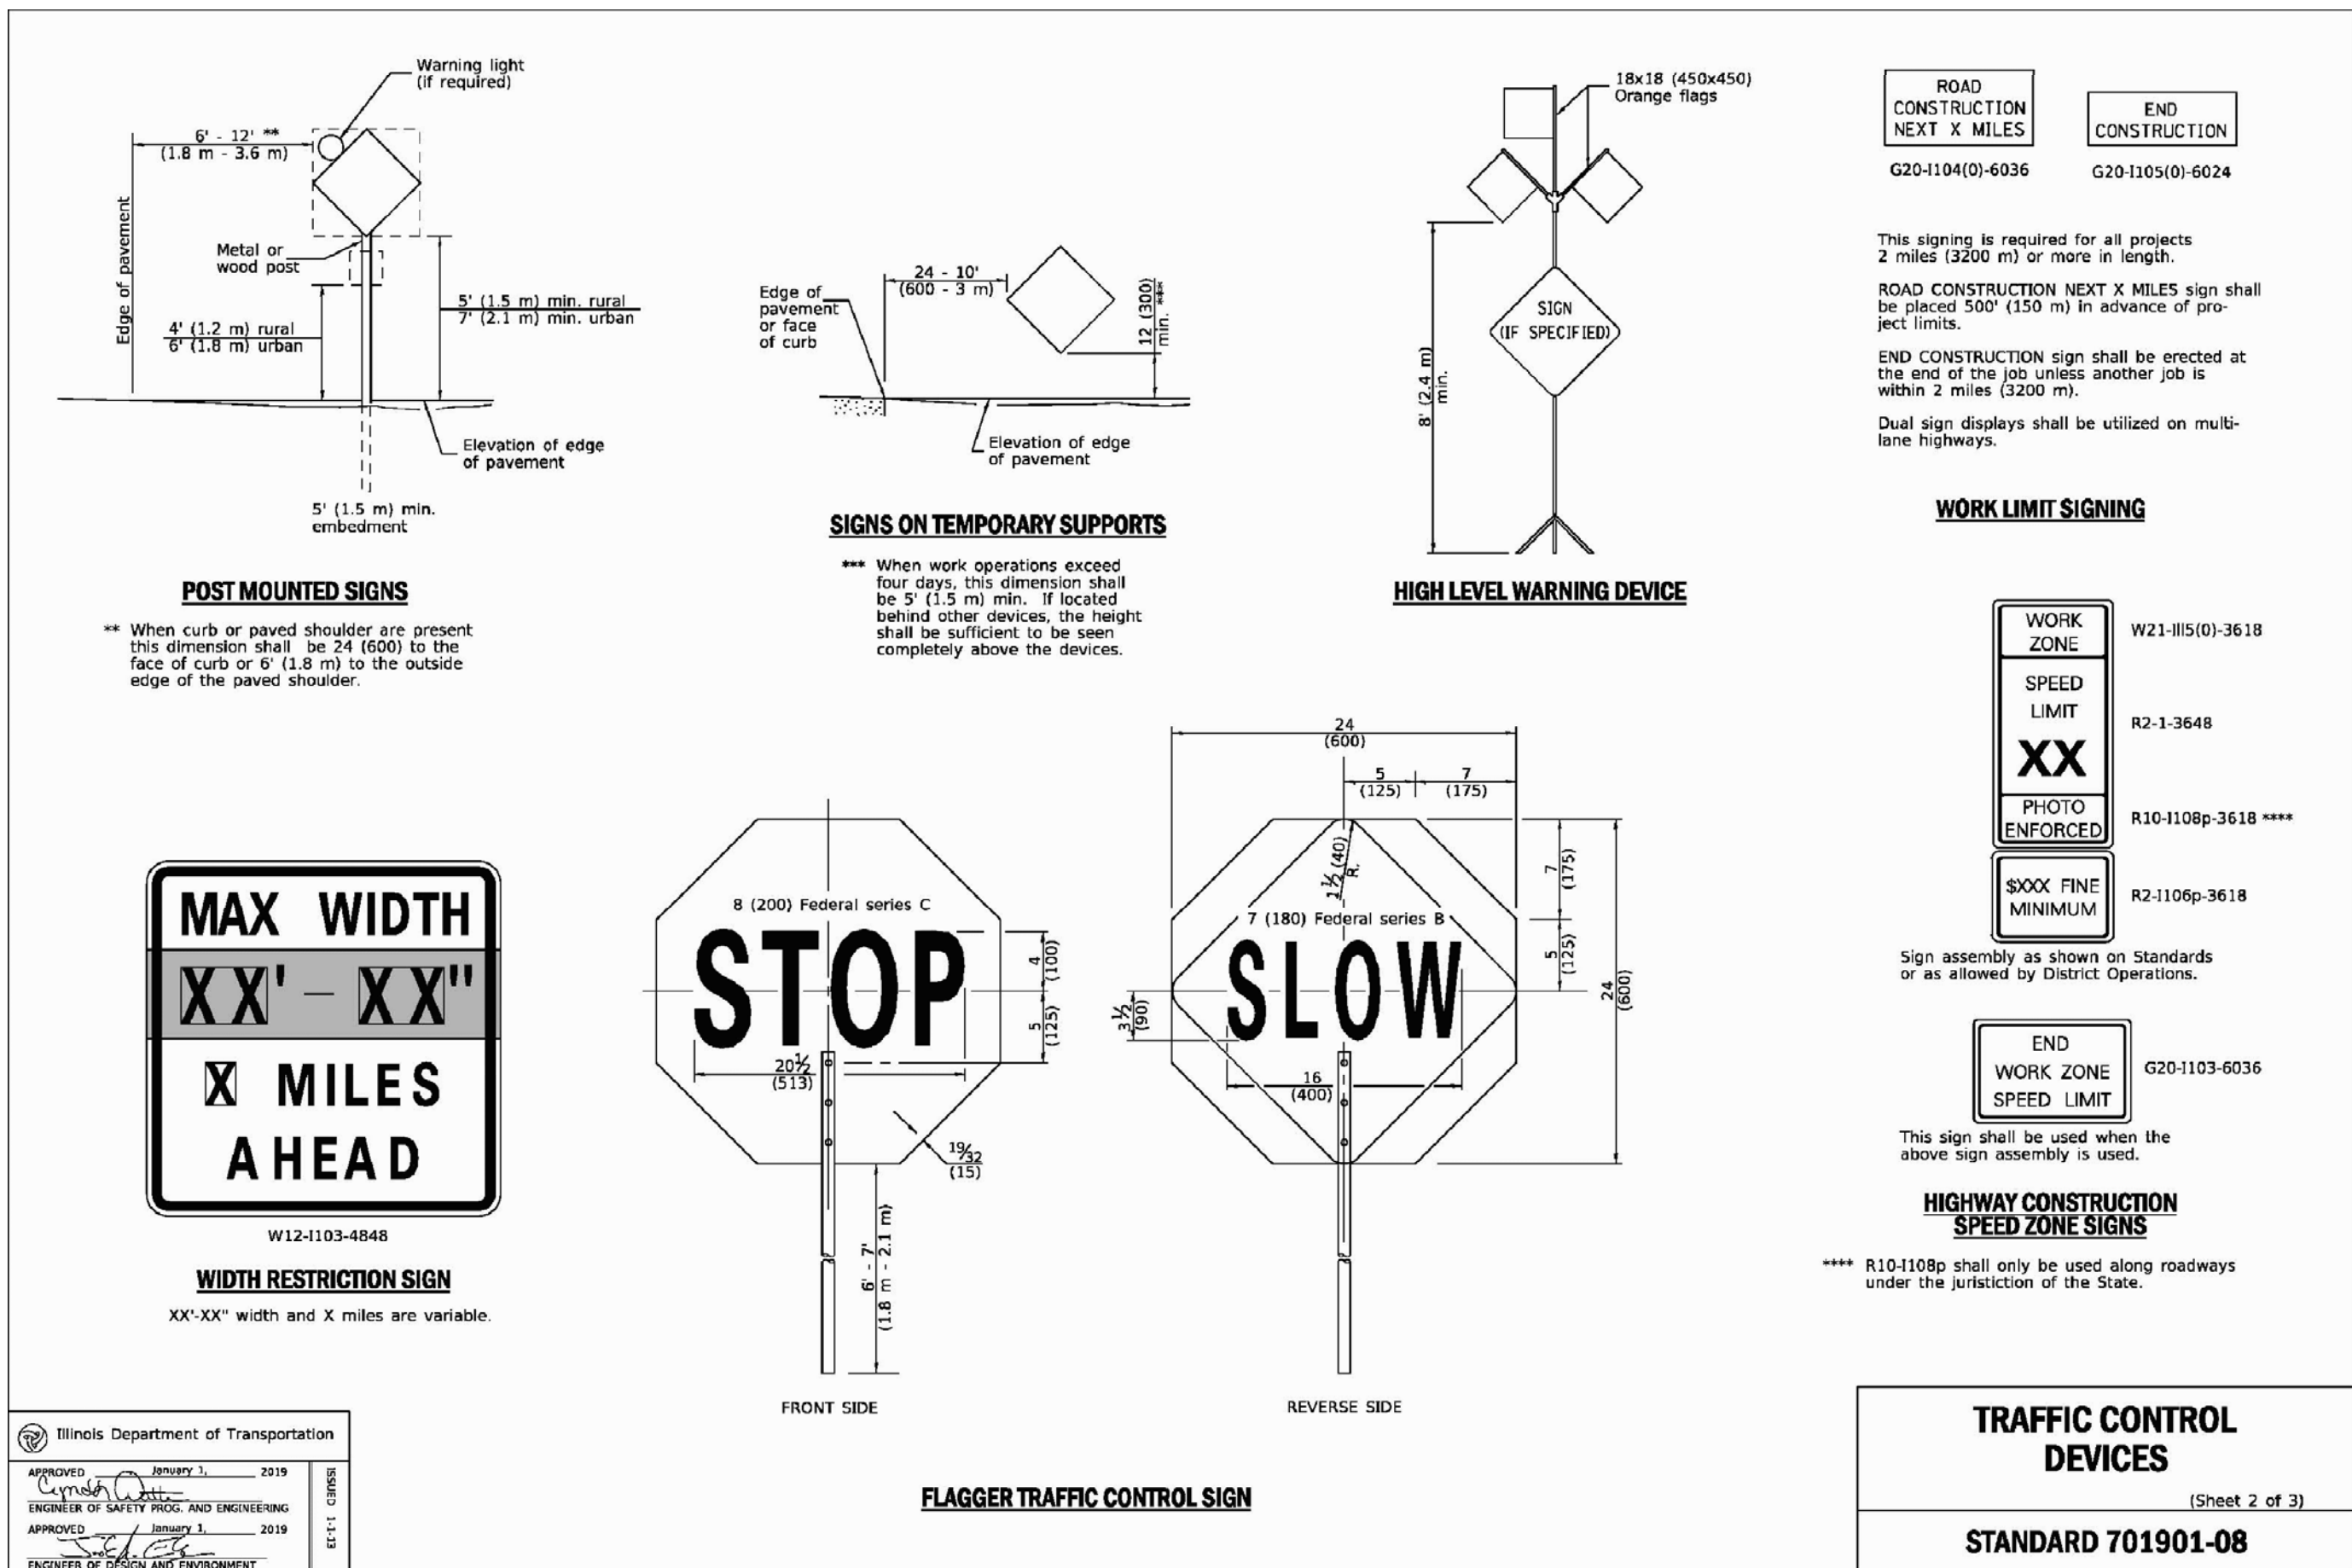 Warning light
(if required)
6' - 12' **
(1.8 m - 3.6 m)
Edge of pavement
Metal or
wood post
5' (1.5 m) min. rural
7' (2.1 m) min. urban
4' (1.2 m) rural
6' (1.8 m) urban
Elevation of edge
of pavement
5' (1.5 m) min.
embedment
POST MOUNTED SIGNS
** When curb or paved shoulder are present
this dimension shall be 24 (600) to the
face of curb or 6' (1.8 m) to the outside
edge of the paved shoulder.
24 - 10'
(600 - 3 m)
Edge of
pavement
or face
of curb
12 (300)
min. ***
Elevation of edge
of pavement
SIGNS ON TEMPORARY SUPPORTS
*** When work operations exceed
four days, this dimension shall
be 5' (1.5 m) min. If located
behind other devices, the height
shall be sufficient to be seen
completely above the devices.
18x18 (450x450)
Orange flags
SIGN
(IF SPECIFIED)
8' (2.4 m)
min.
HIGH LEVEL WARNING DEVICE
ROAD
CONSTRUCTION
NEXT X MILES
G20-I104(0)-6036
END
CONSTRUCTION
G20-I105(0)-6024
This signing is required for all projects
2 miles (3200 m) or more in length.
ROAD CONSTRUCTION NEXT X MILES sign shall
be placed 500' (150 m) in advance of pro-
ject limits.
END CONSTRUCTION sign shall be erected at
the end of the job unless another job is
within 2 miles (3200 m).
Dual sign displays shall be utilized on multi-
lane highways.
WORK LIMIT SIGNING
WORK
ZONE
W21-III5(0)-3618
SPEED
LIMIT
XX
R2-1-3648
PHOTO
ENFORCED
R10-I108p-3618 ****
$XXX FINE
MINIMUM
R2-I106p-3618
Sign assembly as shown on Standards
or as allowed by District Operations.
END
WORK ZONE
SPEED LIMIT
G20-I103-6036
This sign shall be used when the
above sign assembly is used.
HIGHWAY CONSTRUCTION
SPEED ZONE SIGNS
**** R10-I108p shall only be used along roadways
under the juristiction of the State.
MAX WIDTH
XX' - XX"
X MILES
AHEAD
W12-I103-4848
WIDTH RESTRICTION SIGN
XX'-XX" width and X miles are variable.
8 (200) Federal series C
STOP
4
(100)
5
(125)
20 1/2
(513)
19/32
(15)
6' - 7'
(1.8 m - 2.1 m)
FRONT SIDE
24
(600)
5
(125)
7
(175)
1 1/2 (40)
R.
7 (180) Federal series B
SLOW
7
(175)
5
(125)
24
(600)
3 1/2
(90)
16
(400)
REVERSE SIDE
FLAGGER TRAFFIC CONTROL SIGN
Illinois Department of Transportation
APPROVED January 1, 2019
ENGINEER OF SAFETY PROG. AND ENGINEERING
APPROVED January 1, 2019
ENGINEER OF DESIGN AND ENVIRONMENT
ISSUED 1-1-13
TRAFFIC CONTROL
DEVICES
(Sheet 2 of 3)
STANDARD 701901-08